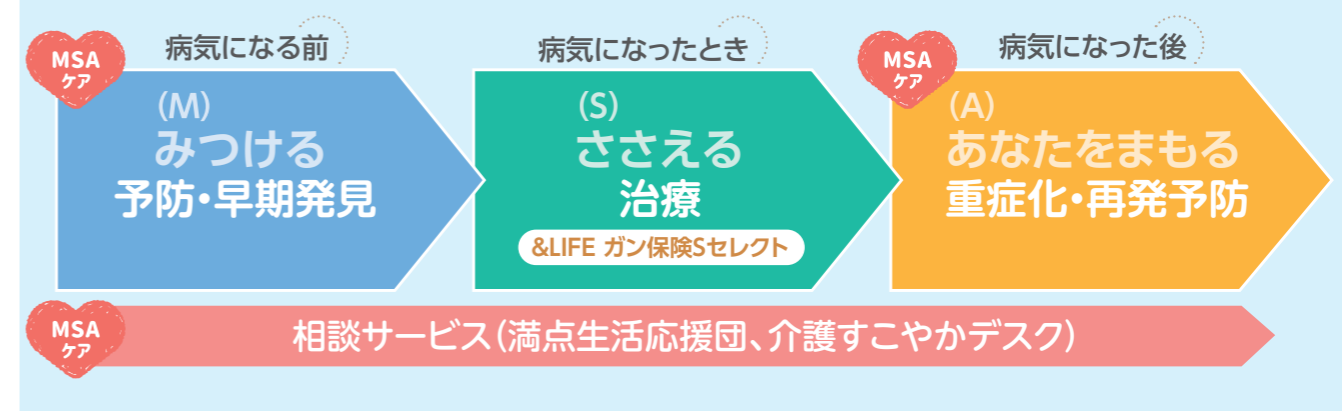 MSA
ケア
病気になる前
(M)
みつける
予防・早期発見
病気になったとき
(S)
ささえる
治療
&LIFE ガン保険Sセレクト
MSA
ケア
病気になった後
(A)
あなたをまもる
重症化・再発予防
MSA
ケア
相談サービス(満点生活応援団、介護すこやかデスク)